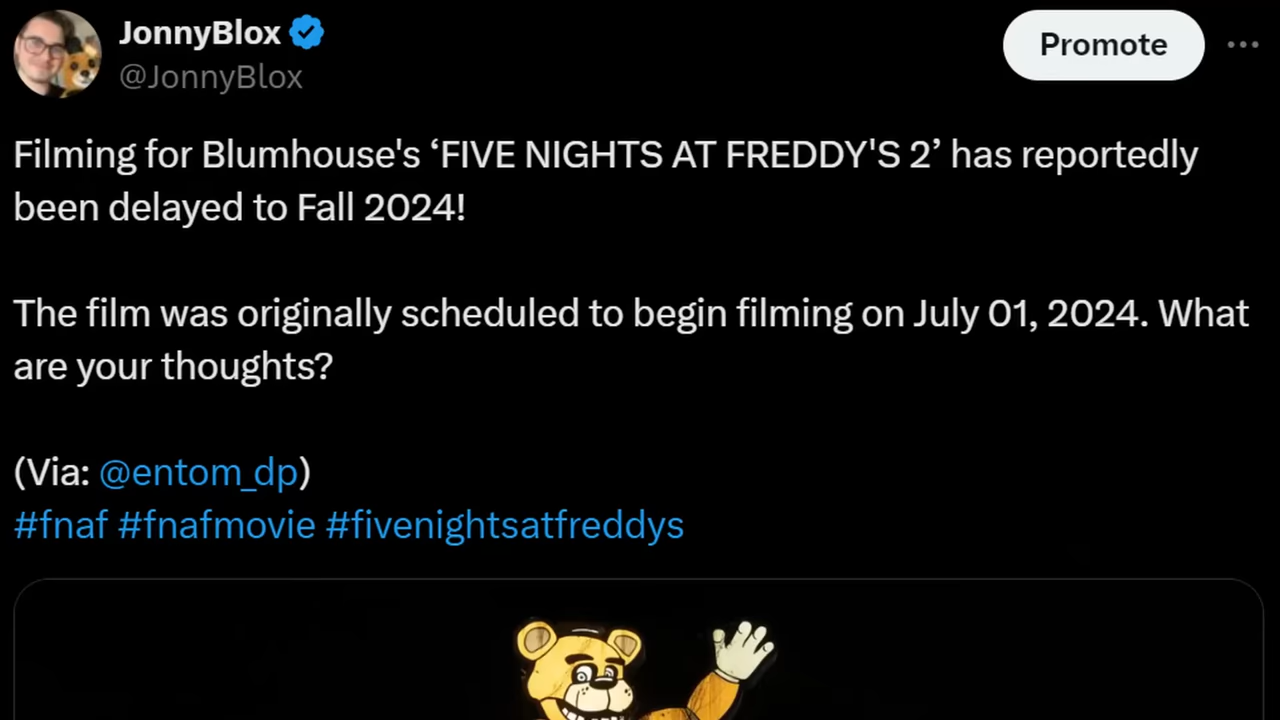 JonnyBlox
@JonnyBlox
Promote
Filming for Blumhouse's ‘FIVE NIGHTS AT FREDDY'S 2’ has reportedly
been delayed to Fall 2024!
The film was originally scheduled to begin filming on July 01, 2024. What
are your thoughts?
(Via: @entom_dp)
#fnaf #fnafmovie #fivenightsatfreddys